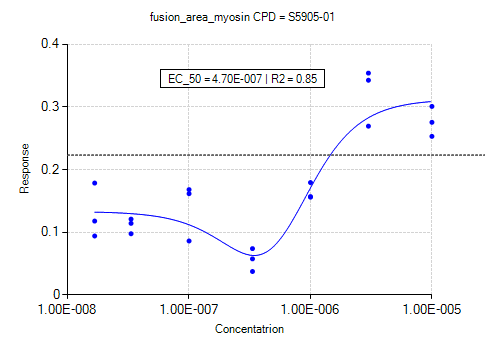 fusion_area_myosin CPD = S5905-01
0.4
EC_50 = 4.70E-007 | R2 = 0.85
0.3
Response
0.2
0.1
0
1.00E-008 1.00E-007 1.00E-006 1.00E-005
Concentatrion